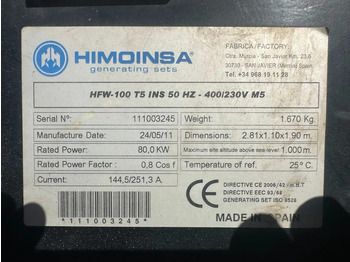 HIMOINSA
generating sets
FABRICA/FACTORY
Ctra. Murcia - San Javier Km. 23,6
30730 - SAN JAVIER (Murcia) Spain
Tel. +34 968 19 11 28
HFW-100 T5 INS 50 HZ - 400/230V M5
Serial Nº: 111003245 Weight: 1.670 Kg.
Manufacture Date: 24/05/11 Dimensions: 2.81x1.10x1,90 m.
Rated Power: 80,0 KW Maximum site altitude above sea-level: 1.000 m.
Rated Power Factor : 0,8 Cos f Temperature of ref. 25° C.
Current: 144,5/251,3 A.
CE
DIRECTIVE CE 2006/42
DIRECTIVE EEC 93/68
GENERATING SET ISO 8528
*111003245*
MADE IN SPAIN